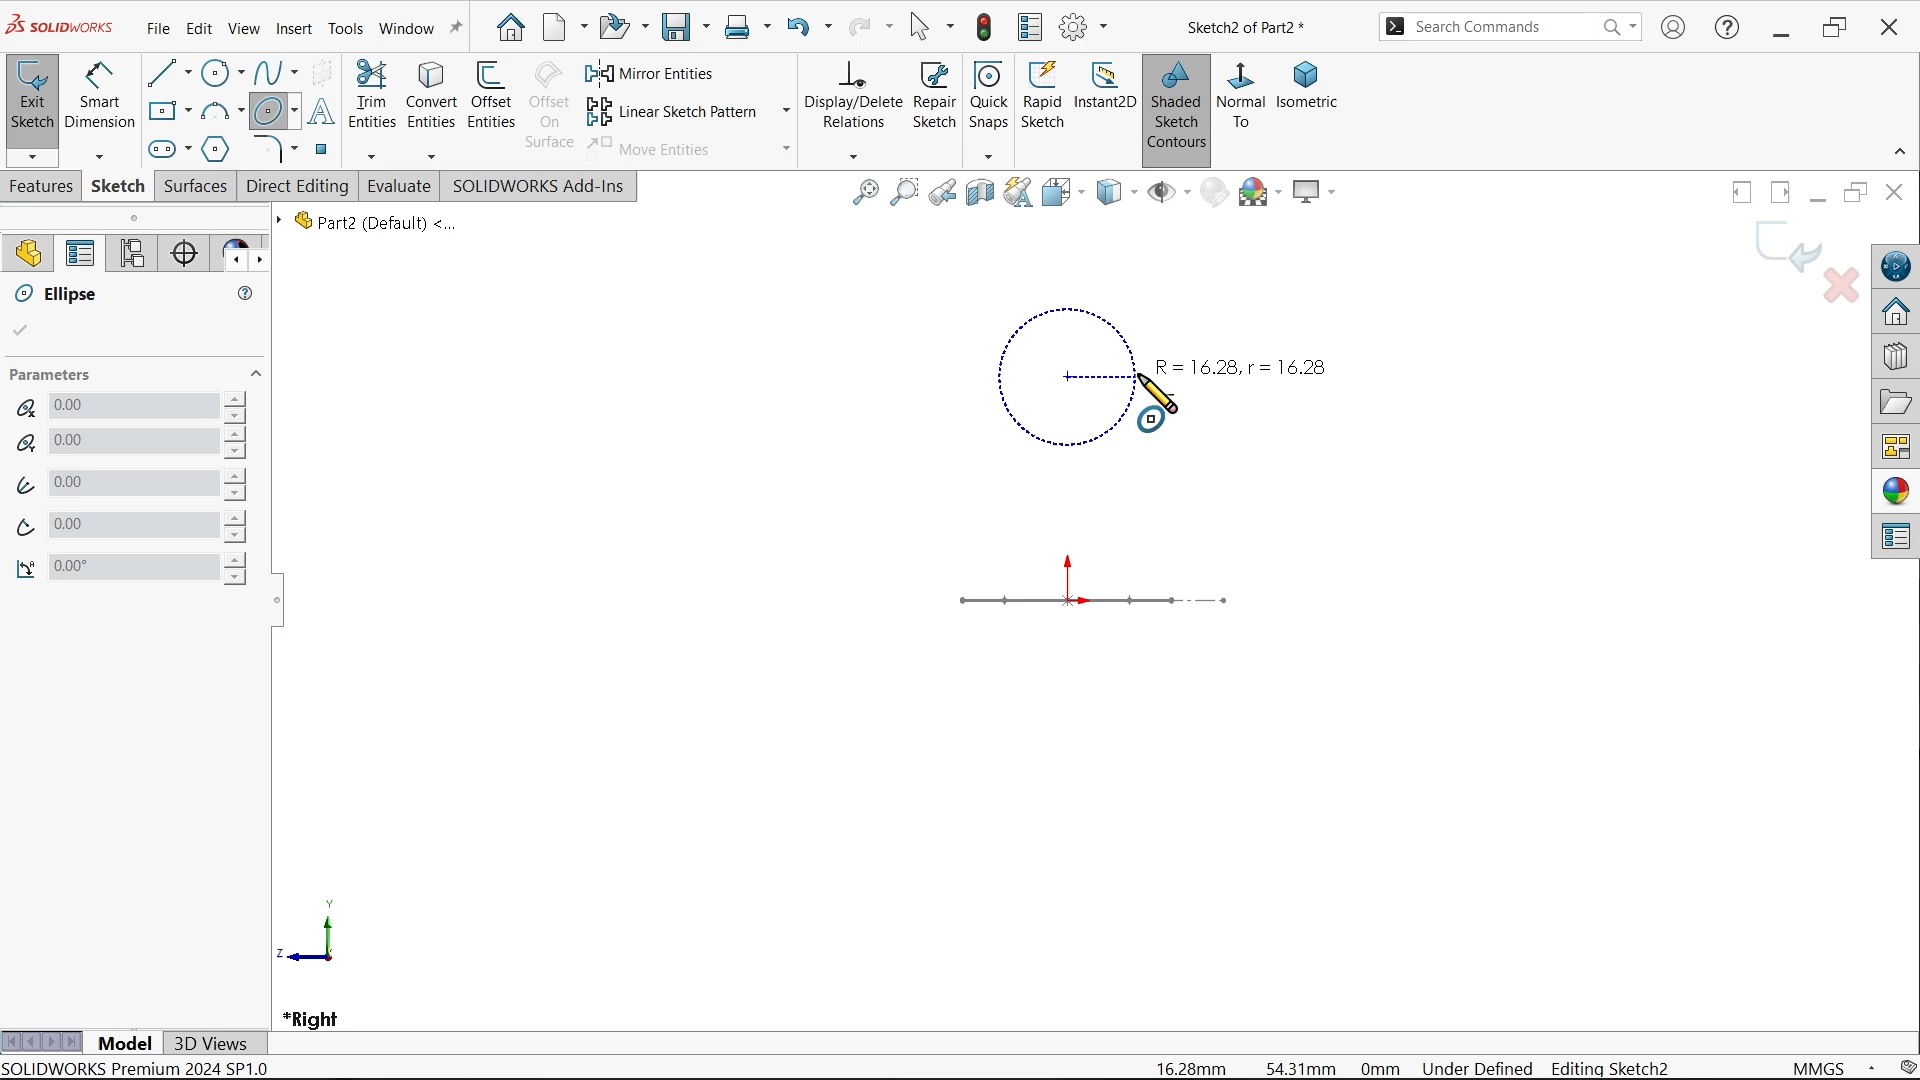 SOLIDWORKS File Edit View Insert Tools Window Sketch2 of Part2 * Search Commands
Exit Sketch
Smart Dimension
Trim Entities
Convert Entities
Offset Entities
Offset On Surface
Mirror Entities
Linear Sketch Pattern
Move Entities
Display/Delete Relations
Repair Sketch
Quick Snaps
Rapid Sketch
Instant2D
Shaded Sketch Contours
Normal To
Isometric
Features Sketch Surfaces Direct Editing Evaluate SOLIDWORKS Add-Ins
Part2 (Default) <...
Ellipse
Parameters
0.00
0.00
0.00
0.00
0.00°
R = 16.28, r = 16.28
Y
Z
*Right
Model 3D Views
SOLIDWORKS Premium 2024 SP1.0 16.28mm 54.31mm 0mm Under Defined Editing Sketch2 MMGS